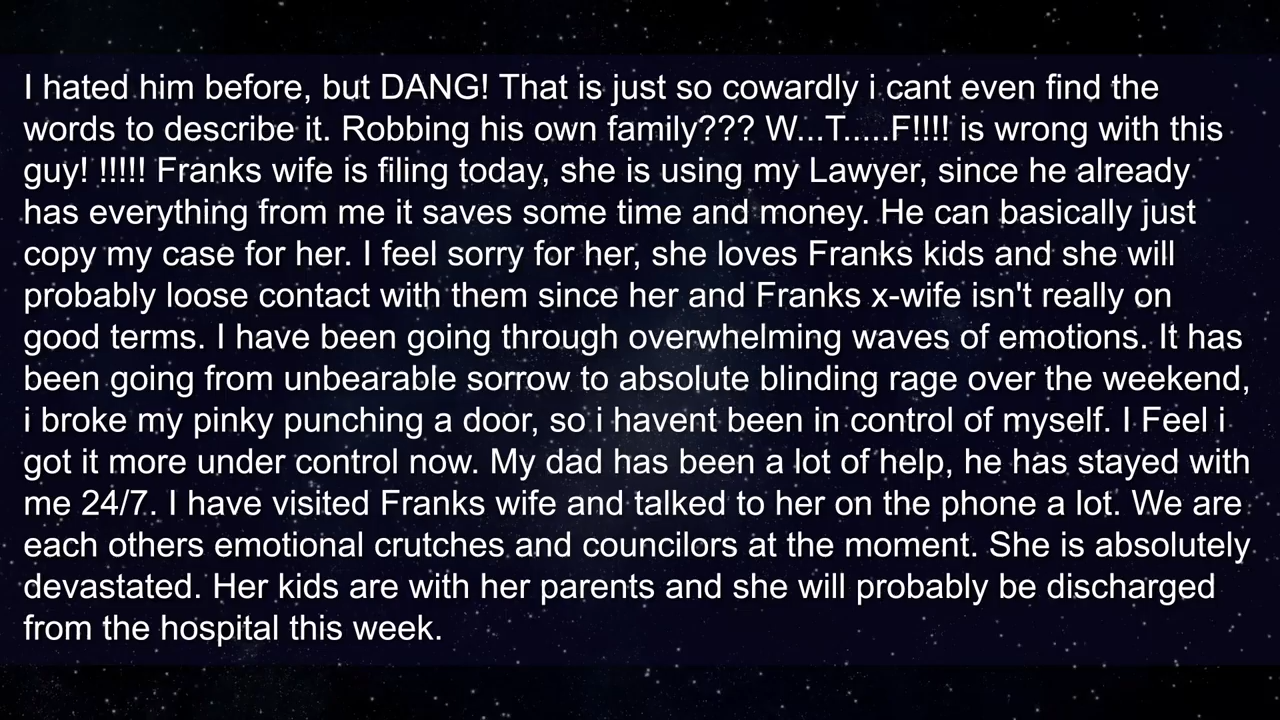 I hated him before, but DANG! That is just so cowardly i cant even find the
words to describe it. Robbing his own family??? W...T.....F!!!! is wrong with this
guy! !!!!! Franks wife is filing today, she is using my Lawyer, since he already
has everything from me it saves some time and money. He can basically just
copy my case for her. I feel sorry for her, she loves Franks kids and she will
probably loose contact with them since her and Franks x-wife isn't really on
good terms. I have been going through overwhelming waves of emotions. It has
been going from unbearable sorrow to absolute blinding rage over the weekend,
i broke my pinky punching a door, so i havent been in control of myself. I Feel i
got it more under control now. My dad has been a lot of help, he has stayed with
me 24/7. I have visited Franks wife and talked to her on the phone a lot. We are
each others emotional crutches and councilors at the moment. She is absolutely
devastated. Her kids are with her parents and she will probably be discharged
from the hospital this week.